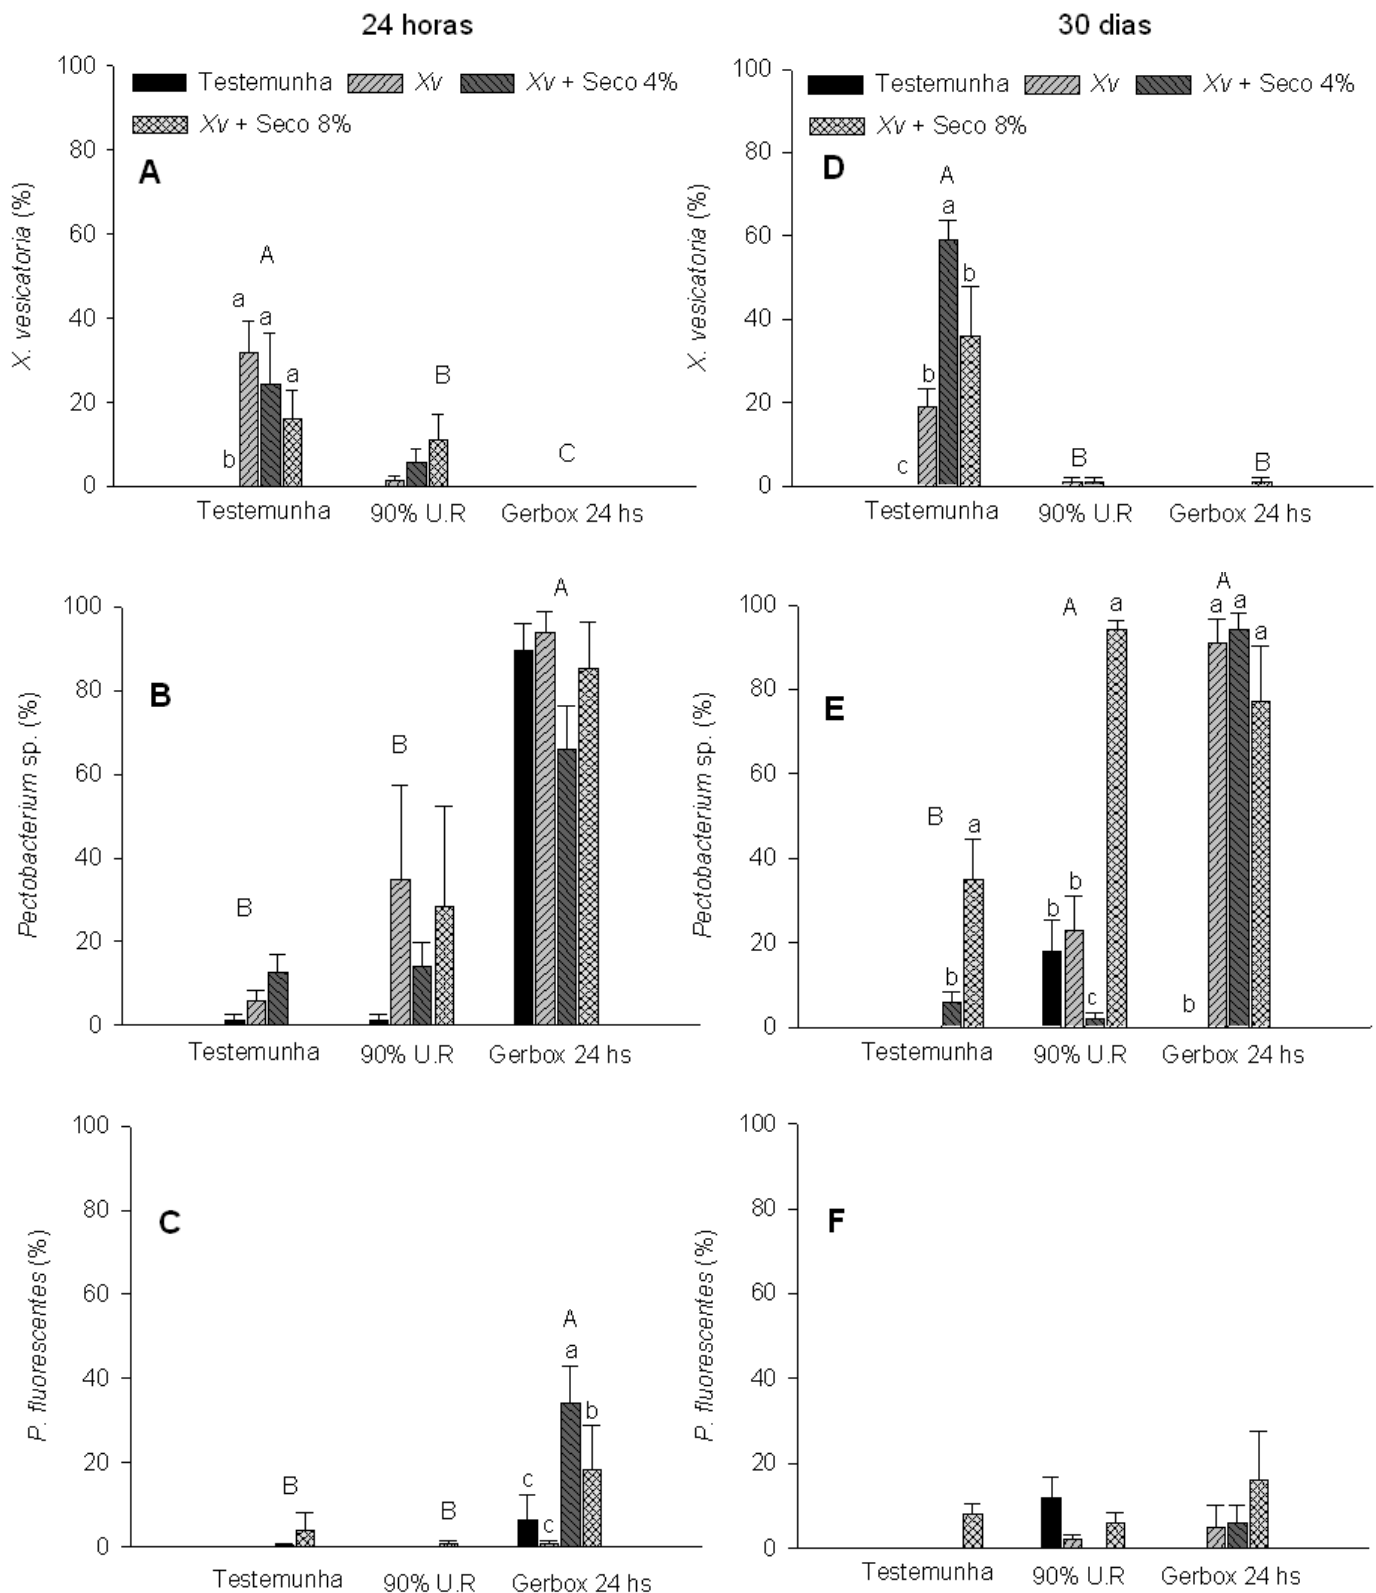 24 horas
100
Testemunha Xv Xv + Seco 4%
Xv + Seco 8%
80
A
X. vesicatoria (%)
60
A
a
a
40
a
B
20
b
C
0
Testemunha 90% U.R Gerbox 24 hs
30 dias
100
Testemunha Xv Xv + Seco 4%
Xv + Seco 8%
80
D
A
X. vesicatoria (%)
a
60
b
40
b
20
c
B
B
0
Testemunha 90% U.R Gerbox 24 hs
A
100
80
B
Pectobacterium sp. (%)
B
60
40
B
20
0
Testemunha 90% U.R Gerbox 24 hs
A
A
a
a a
100
a
80
E
Pectobacterium sp. (%)
60
B
a
40
b
b
20
b
c
b
0
Testemunha 90% U.R Gerbox 24 hs
100
80
C
P. fluorescentes (%)
60
A
a
40
b
20
B
B
c
c
0
Testemunha 90% U.R Gerbox 24 hs
100
80
F
P. fluorescentes (%)
60
40
20
0
Testemunha 90% U.R Gerbox 24 hs